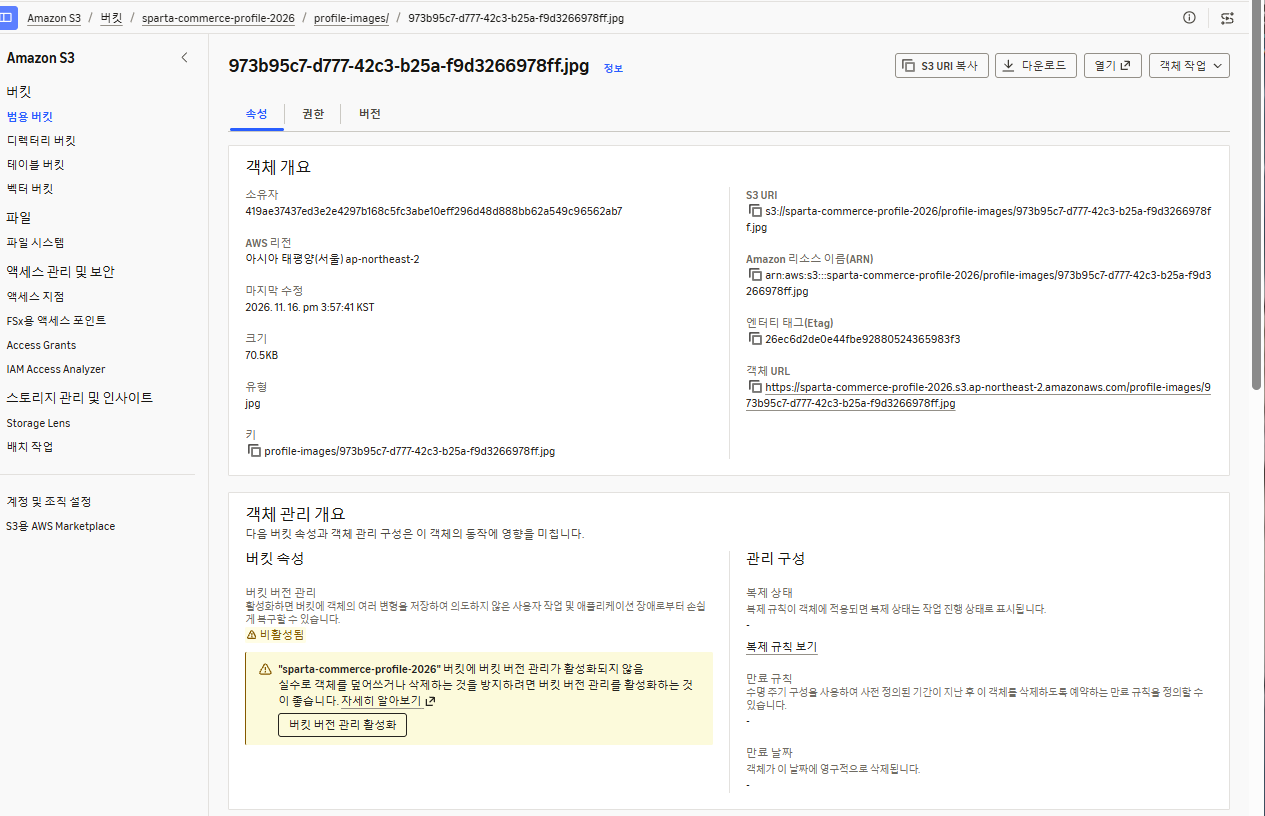 Amazon S3 / 버킷 / sparta-commerce-profile-2026 / profile-images/ / 973b95c7-d777-42c3-b25a-f9d3266978ff.jpg
Amazon S3
버킷
범용 버킷
디렉터리 버킷
테이블 버킷
벡터 버킷
파일
파일 시스템
액세스 관리 및 보안
액세스 지점
FSx용 액세스 포인트
Access Grants
IAM Access Analyzer
스토리지 관리 및 인사이트
Storage Lens
배치 작업
계정 및 조직 설정
S3용 AWS Marketplace
973b95c7-d777-42c3-b25a-f9d3266978ff.jpg 정보
S3 URI 복사 다운로드 열기 객체 작업
속성 권한 버전
객체 개요
소유자
419ae37437ed3e2e4297b168c5fc3abe10eff296d48d888bb62a549c96562ab7
AWS 리전
아시아 태평양(서울) ap-northeast-2
마지막 수정
2026. 11. 16. pm 3:57:41 KST
크기
70.5KB
유형
jpg
키
profile-images/973b95c7-d777-42c3-b25a-f9d3266978ff.jpg
S3 URI
s3://sparta-commerce-profile-2026/profile-images/973b95c7-d777-42c3-b25a-f9d3266978f
f.jpg
Amazon 리소스 이름(ARN)
arn:aws:s3:::sparta-commerce-profile-2026/profile-images/973b95c7-d777-42c3-b25a-f9d3
266978ff.jpg
엔터티 태그(Etag)
26ec6d2de0e44fbe92880524365983f3
객체 URL
https://sparta-commerce-profile-2026.s3.ap-northeast-2.amazonaws.com/profile-images/9
73b95c7-d777-42c3-b25a-f9d3266978ff.jpg
객체 관리 개요
다음 버킷 속성과 객체 관리 구성은 이 객체의 동작에 영향을 미칩니다.
버킷 속성
버킷 버전 관리
활성화하면 버킷에 객체의 여러 변형을 저장하여 의도하지 않은 사용자 작업 및 애플리케이션 장애로부터 손쉽
게 복구할 수 있습니다.
비활성됨
"sparta-commerce-profile-2026" 버킷에 버킷 버전 관리가 활성화되지 않음
실수로 객체를 덮어쓰거나 삭제하는 것을 방지하려면 버킷 버전 관리를 활성화하는 것
이 좋습니다. 자세히 알아보기
버킷 버전 관리 활성화
관리 구성
복제 상태
복제 규칙이 객체에 적용되면 복제 상태는 작업 진행 상태로 표시됩니다.
-
복제 규칙 보기
만료 규칙
수명 주기 구성을 사용하여 사전 정의된 기간이 지난 후 이 객체를 삭제하도록 예약하는 만료 규칙을 정의할 수
있습니다.
-
만료 날짜
객체가 이 날짜에 영구적으로 삭제됩니다.
-